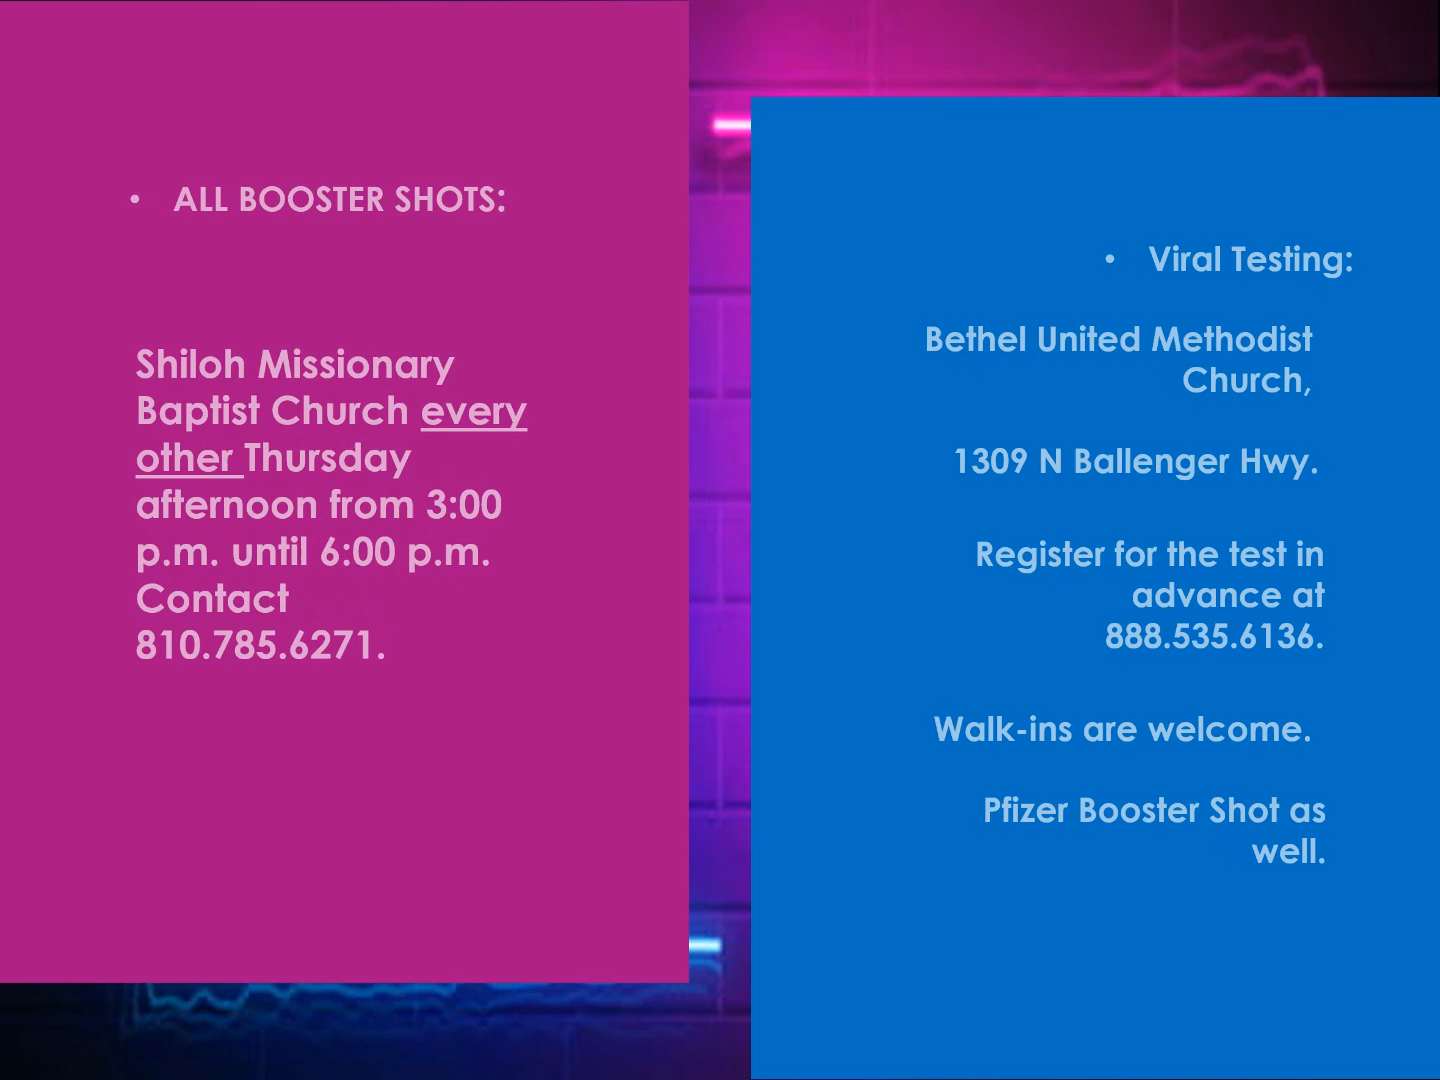 • ALL BOOSTER SHOTS:
Shiloh Missionary
Baptist Church every
other Thursday
afternoon from 3:00
p.m. until 6:00 p.m.
Contact
810.785.6271.
• Viral Testing:
Bethel United Methodist
Church,
1309 N Ballenger Hwy.
Register for the test in
advance at
888.535.6136.
Walk-ins are welcome.
Pfizer Booster Shot as
well.